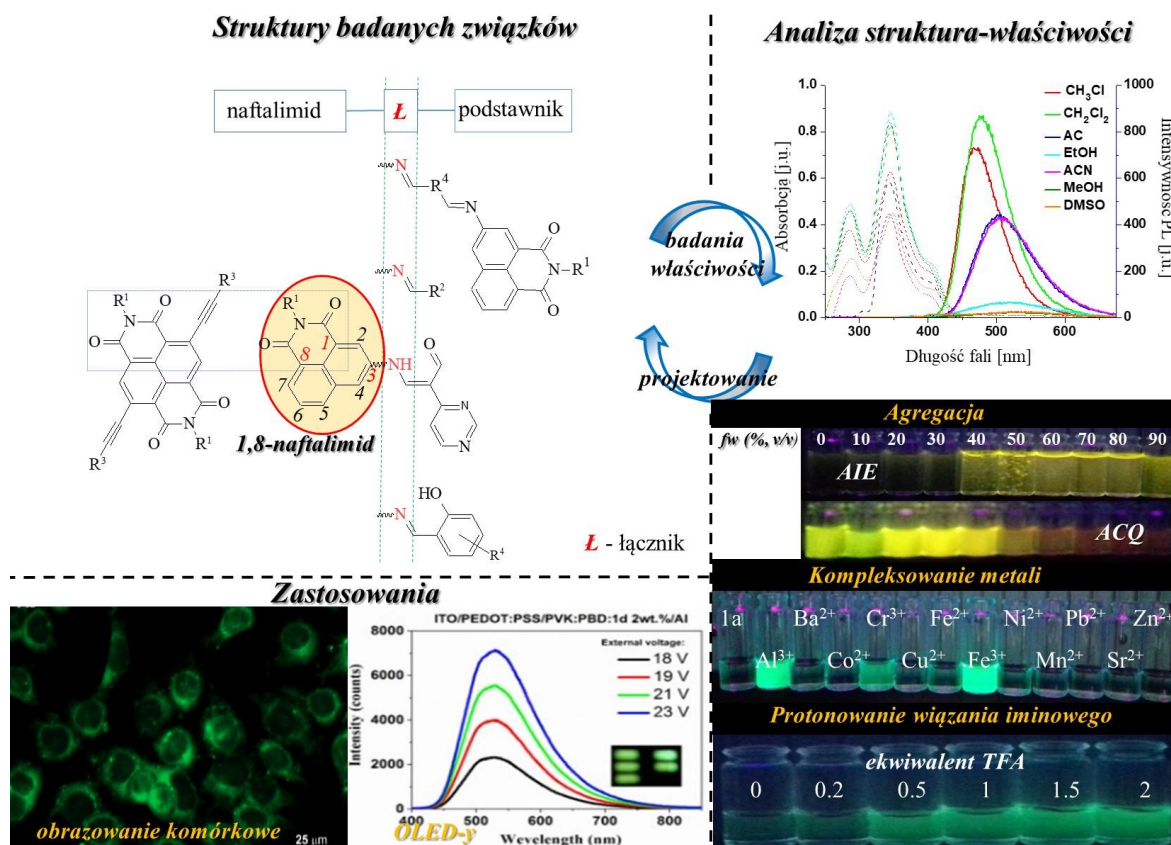 Struktury badanych związków
naftalimid
Ł
podstawnik
N
R⁴
N
O
N–R¹
O
N
R²
R³
R¹
O N O
O N O
R¹
R³
R¹
O N O
1
2
3
4
5
6
7
8
1,8-naftalimid
NH
O
N
N
HO
N
R⁴
Ł - łącznik
badania
właściwości
projektowanie
Analiza struktura-właściwości
Absorbcja [j.u.]
1.0
0.8
0.6
0.4
0.2
0.0
300
400
500
600
Długość fali [nm]
1000
800
600
400
200
0
Intensywność PL [j.u.]
CH₃Cl
CH₂Cl₂
AC
EtOH
ACN
MeOH
DMSO
Agregacja
fw (%, v/v) 0 10 20 30 40 50 60 70 80 90
AIE
ACQ
Kompleksowanie metali
1a Ba²⁺ Cr³⁺ Fe²⁺ Ni²⁺ Pb²⁺ Zn²⁺
Al³⁺ Co²⁺ Cu²⁺ Fe³⁺ Mn²⁺ Sr²⁺
Protonowanie wiązania iminowego
ekwiwalent TFA
0 0.2 0.5 1 1.5 2
Zastosowania
obrazowanie komórkowe
25 µm
ITO/PEDOT:PSS/PVK:PBD:1d 2wt.%/Al
External voltage:
18 V
19 V
21 V
23 V
Intensity (counts)
8000
6000
4000
2000
0
400 500 600 700 800
Wavelength (nm)
OLED-y